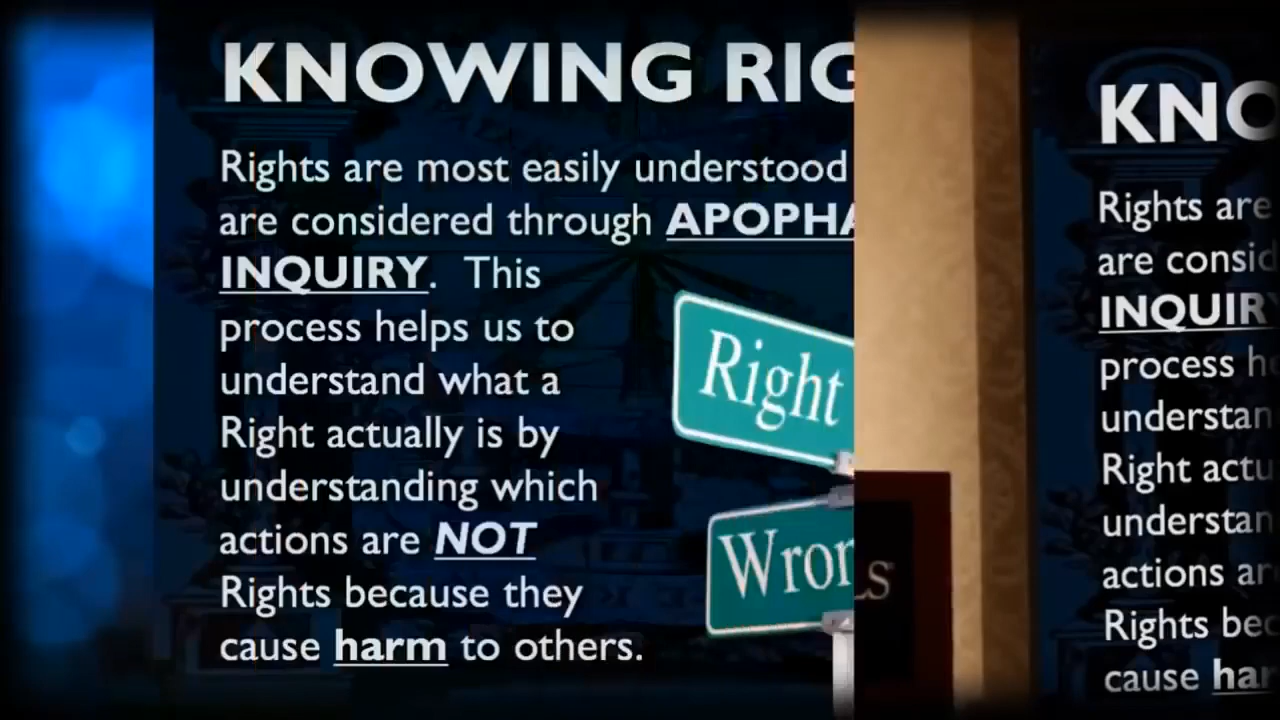 KNOWING RIG
Rights are most easily understood
are considered through APOPHA
INQUIRY. This
process helps us to
understand what a
Right actually is by
understanding which
actions are NOT
Rights because they
cause harm to others.
Right
Wron
s
KNO
Rights are
are consid
INQUIRY
process he
understan
Right actu
understan
actions ar
Rights bec
cause har